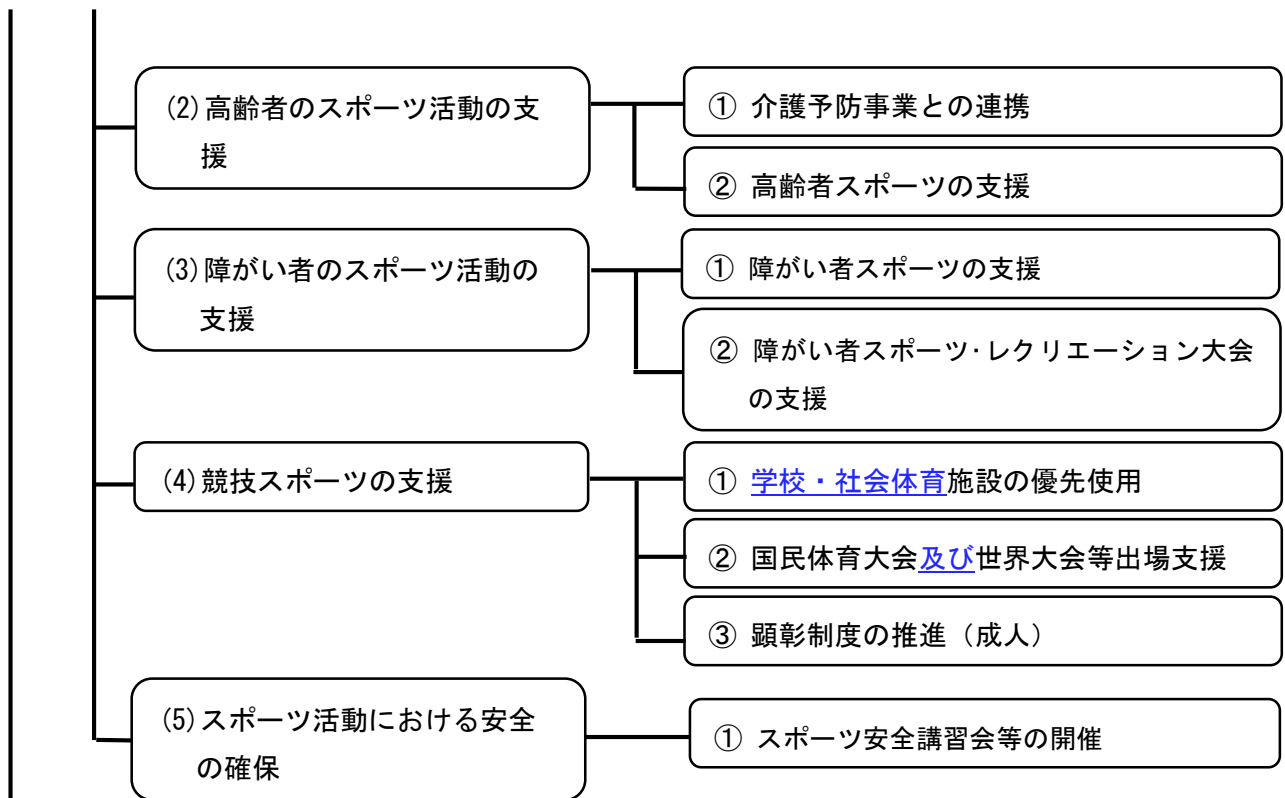 (2)高齢者のスポーツ活動の支
援
① 介護予防事業との連携
② 高齢者スポーツの支援
(3)障がい者のスポーツ活動の
支援
① 障がい者スポーツの支援
② 障がい者スポーツ・レクリエーション大会
の支援
(4)競技スポーツの支援
① 学校・社会体育施設の優先使用
② 国民体育大会及び世界大会等出場支援
③ 顕彰制度の推進（成人）
(5)スポーツ活動における安全
の確保
① スポーツ安全講習会等の開催